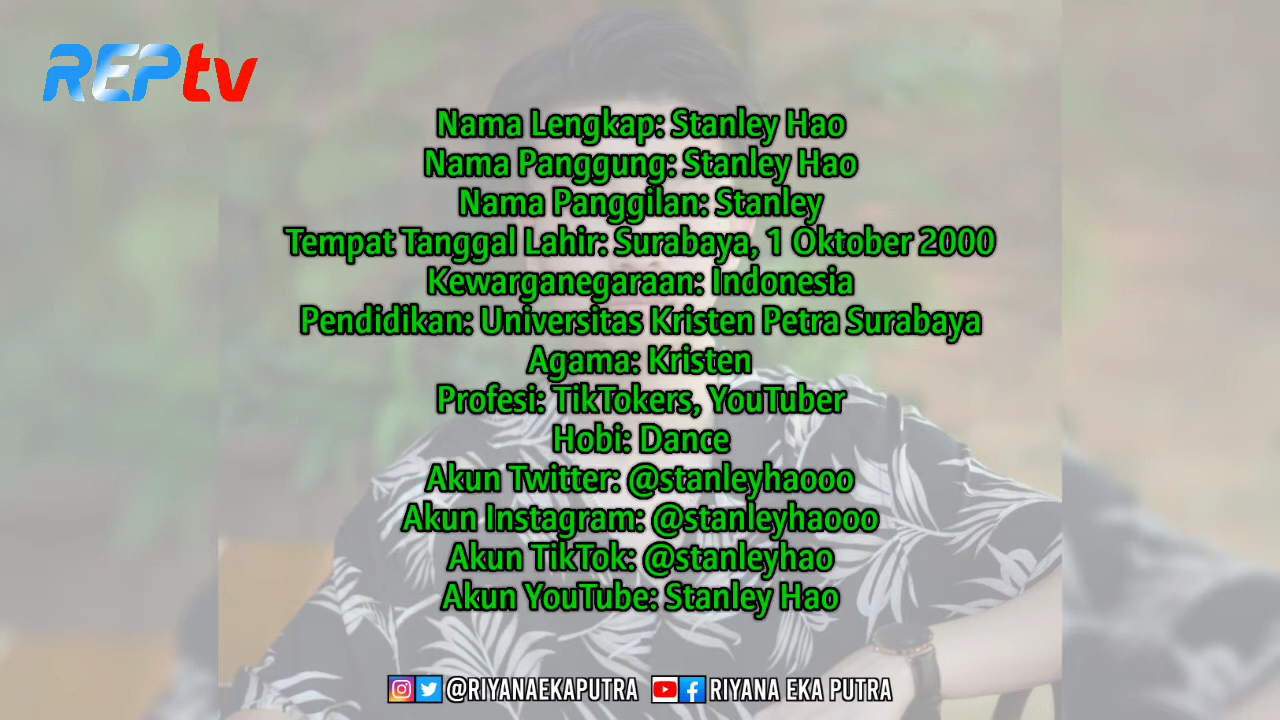 REPtv
Nama Lengkap: Stanley Hao
Nama Panggung: Stanley Hao
Nama Panggilan: Stanley
Tempat Tanggal Lahir: Surabaya, 1 Oktober 2000
Kewarganegaraan: Indonesia
Pendidikan: Universitas Kristen Petra Surabaya
Agama: Kristen
Profesi: TikTokers, YouTuber
Hobi: Dance
Akun Twitter: @stanleyhaooo
Akun Instagram: @stanleyhaooo
Akun TikTok: @stanleyhao
Akun YouTube: Stanley Hao
@RIYANAEKAPUTRA RIYANA EKA PUTRA